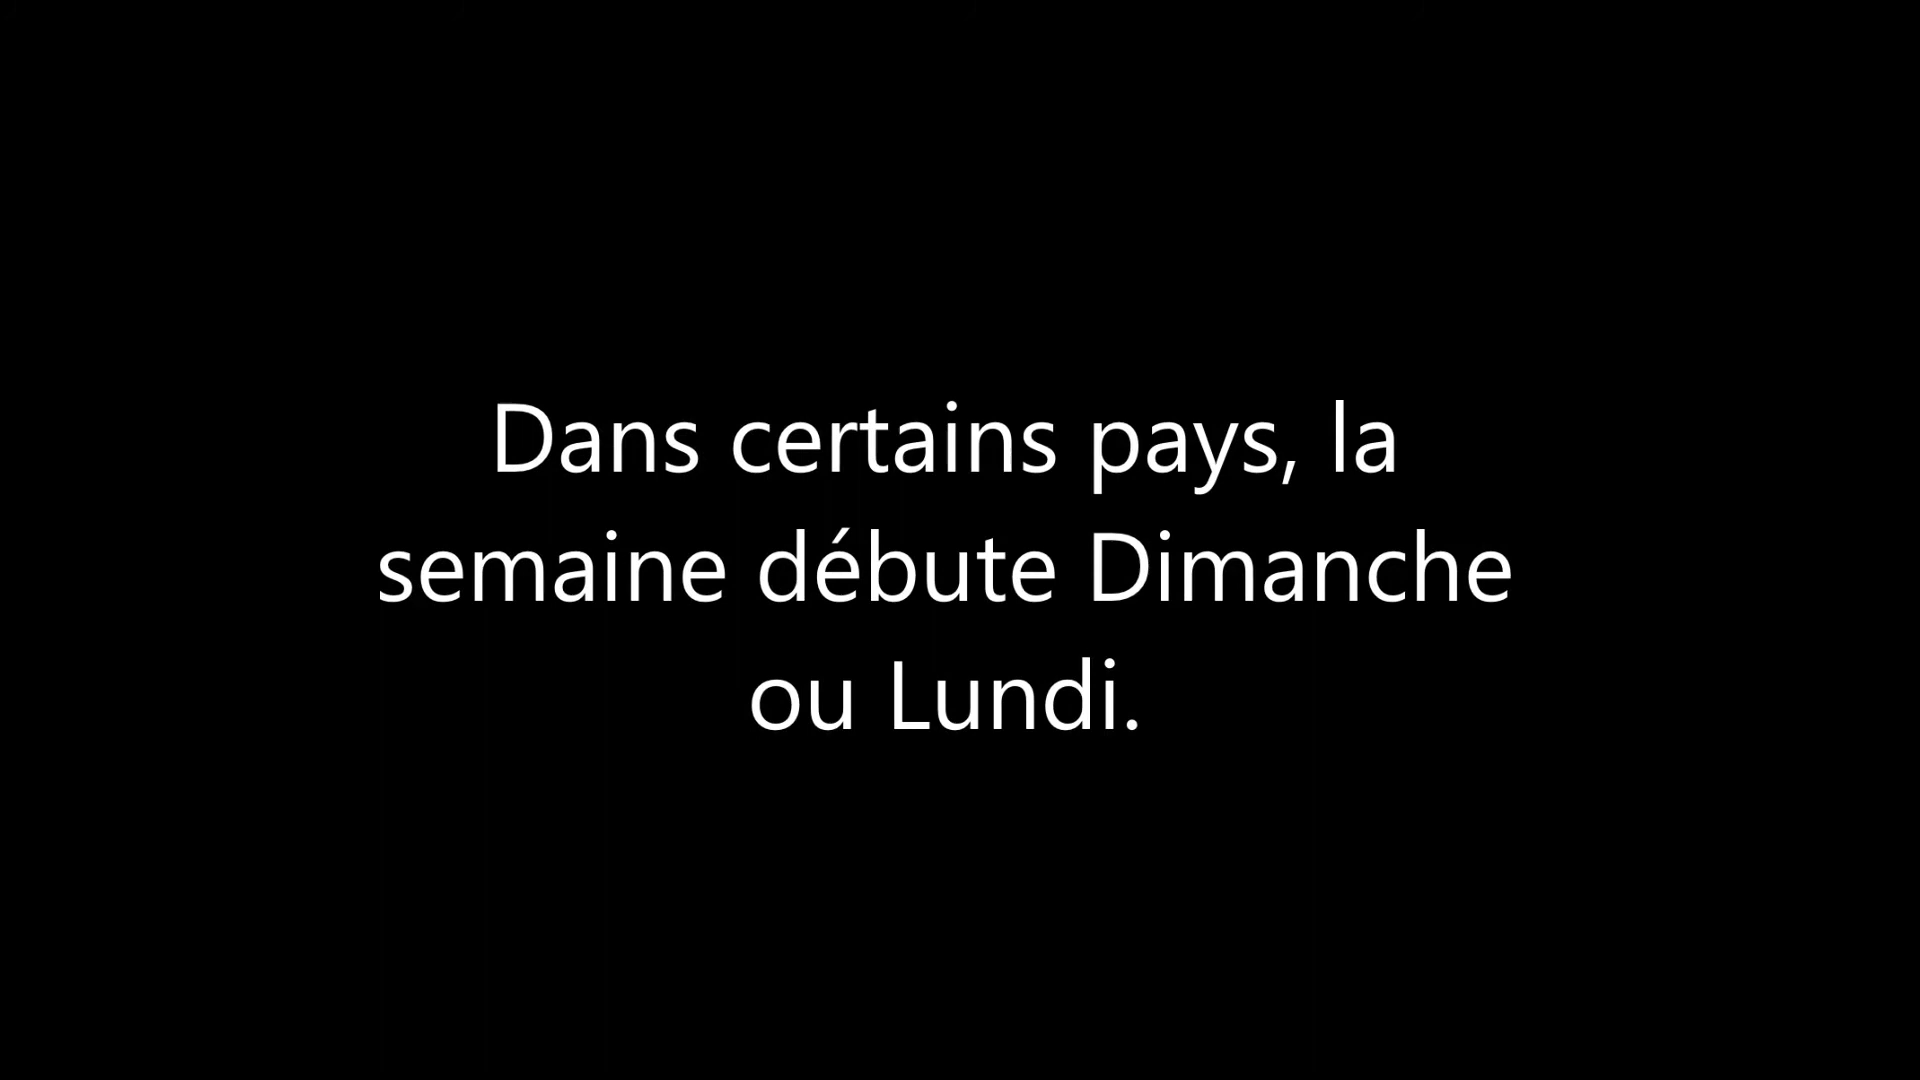 Dans certains pays, la
semaine débute Dimanche
ou Lundi.